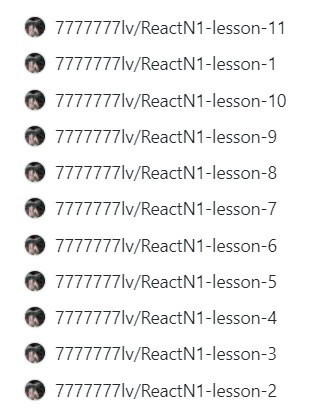 7777777lv/ReactN1-lesson-11
7777777lv/ReactN1-lesson-1
7777777lv/ReactN1-lesson-10
7777777lv/ReactN1-lesson-9
7777777lv/ReactN1-lesson-8
7777777lv/ReactN1-lesson-7
7777777lv/ReactN1-lesson-6
7777777lv/ReactN1-lesson-5
7777777lv/ReactN1-lesson-4
7777777lv/ReactN1-lesson-3
7777777lv/ReactN1-lesson-2